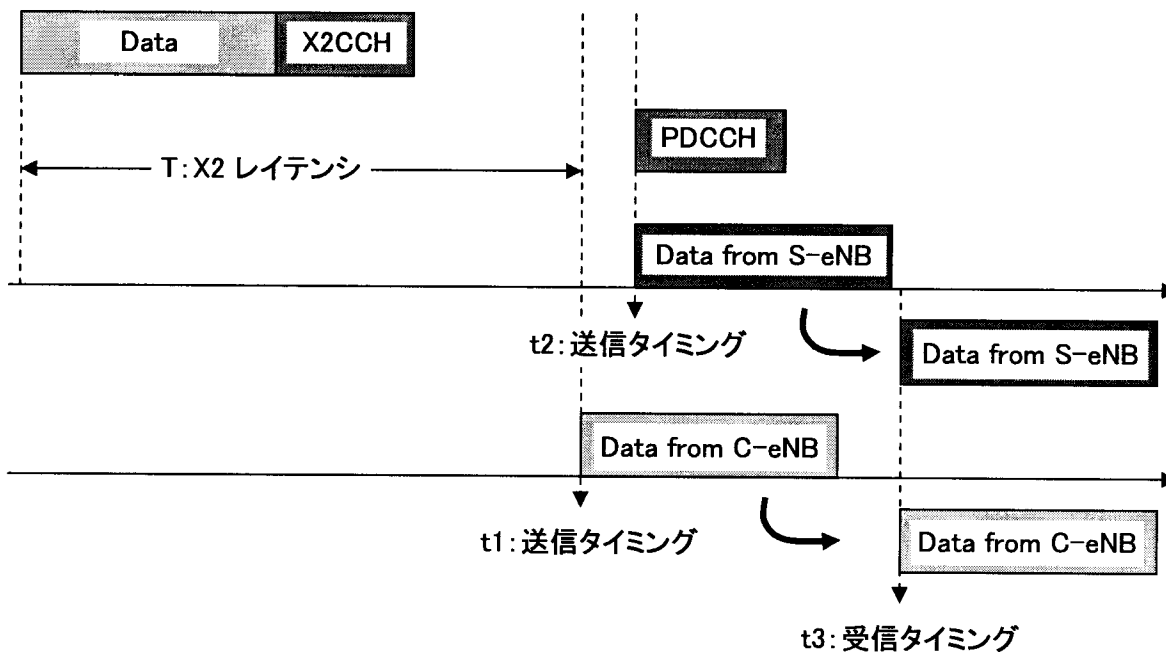 Data
X2CCH
PDCCH
T:X2 レイテンシ
Data from S-eNB
t2:送信タイミング
Data from S-eNB
Data from C-eNB
t1:送信タイミング
Data from C-eNB
t3:受信タイミング